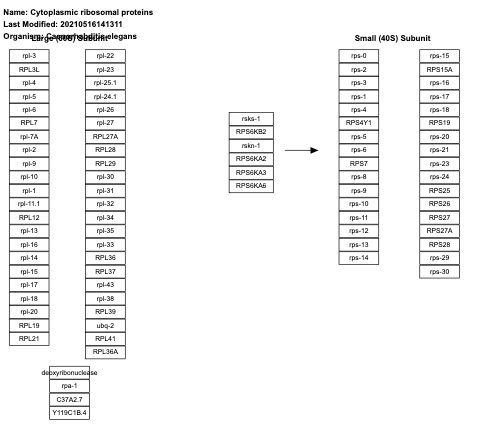 Name: Cytoplasmic ribosomal proteins
Last Modified: 20210516141311
Organism: Caenorhabditis elegans
Large (60S) Subunit
rpl-3
RPL3L
rpl-4
rpl-5
rpl-6
RPL7
rpl-7A
rpl-2
rpl-9
rpl-10
rpl-1
rpl-11.1
RPL12
rpl-13
rpl-16
rpl-14
rpl-15
rpl-17
rpl-18
rpl-20
RPL19
RPL21
rpl-22
rpl-23
rpl-25.1
rpl-24.1
rpl-26
rpl-27
RPL27A
RPL28
RPL29
rpl-30
rpl-31
rpl-32
rpl-34
rpl-35
rpl-33
RPL36
RPL37
rpl-43
rpl-38
RPL39
ubq-2
RPL41
RPL36A
deoxyribonuclease
rpa-1
C37A2.7
Y119C1B.4
rsks-1
RPS6KB2
rskn-1
RPS6KA2
RPS6KA3
RPS6KA6
Small (40S) Subunit
rps-0
rps-2
rps-3
rps-1
rps-4
RPS4Y1
rps-5
rps-6
RPS7
rps-8
rps-9
rps-10
rps-11
rps-12
rps-13
rps-14
rps-15
RPS15A
rps-16
rps-17
rps-18
RPS19
rps-20
rps-21
rps-23
rps-24
RPS25
RPS26
RPS27
RPS27A
RPS28
rps-29
rps-30